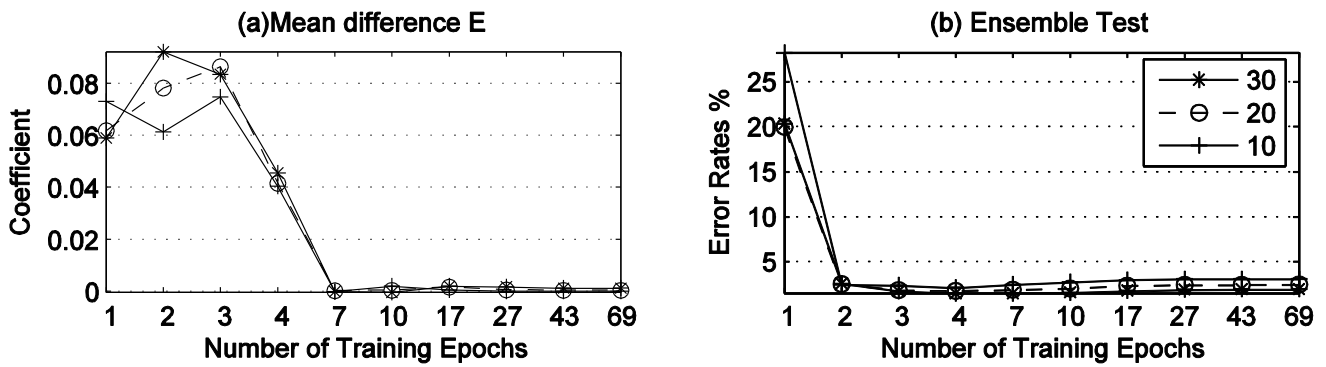 (a)Mean difference E
Coefficient
0.08
0.06
0.04
0.02
0
1 2 3 4 7 10 17 27 43 69
Number of Training Epochs
(b) Ensemble Test
Error Rates %
25
20
15
10
5
30
20
10
1 2 3 4 7 10 17 27 43 69
Number of Training Epochs